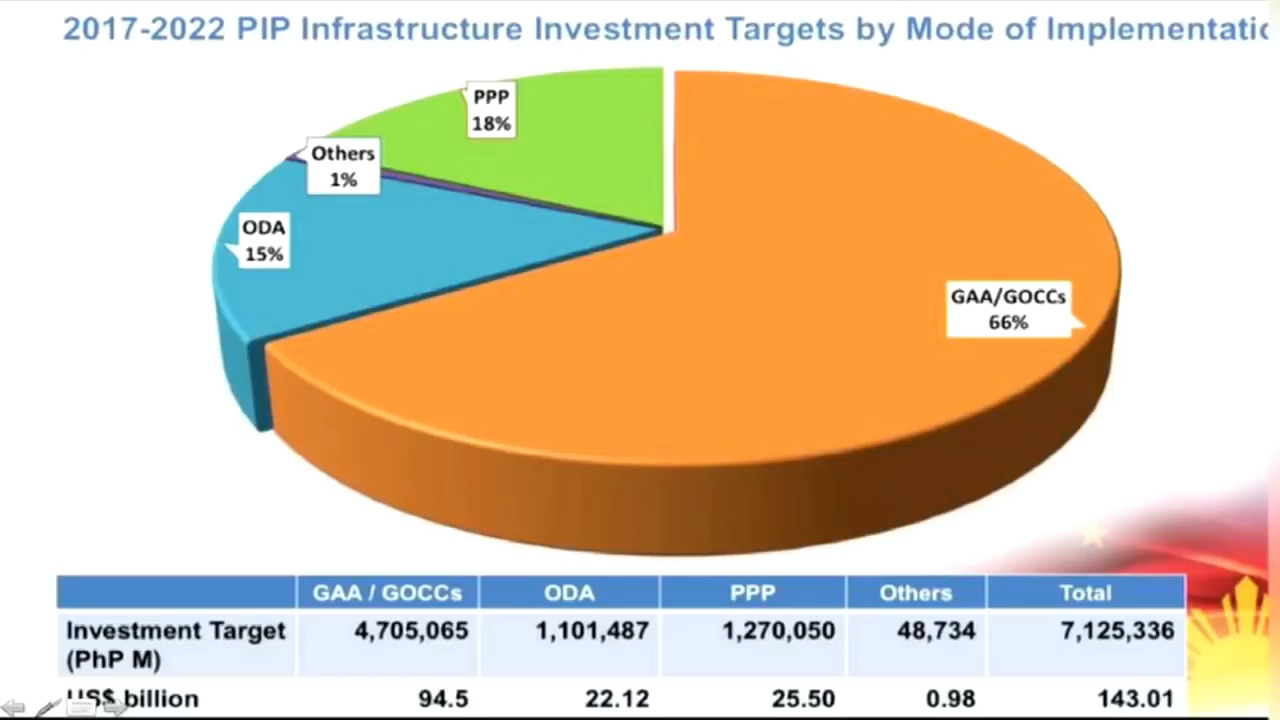 2017-2022 PIP Infrastructure Investment Targets by Mode of Implementatio
PPP
18%
Others
1%
ODA
15%
GAA/GOCCs
66%
GAA / GOCCs ODA PPP Others Total
Investment Target 4,705,065 1,101,487 1,270,050 48,734 7,125,336
(PhP M)
US$ billion 94.5 22.12 25.50 0.98 143.01